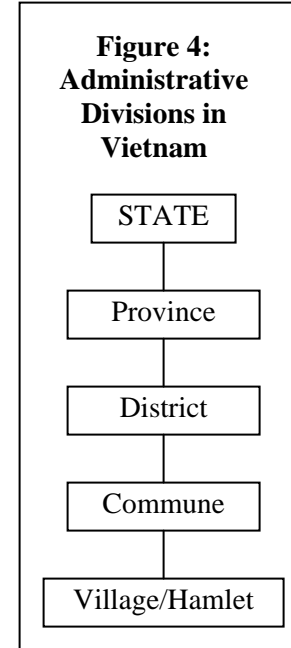 Figure 4:
Administrative
Divisions in
Vietnam
STATE
Province
District
Commune
Village/Hamlet